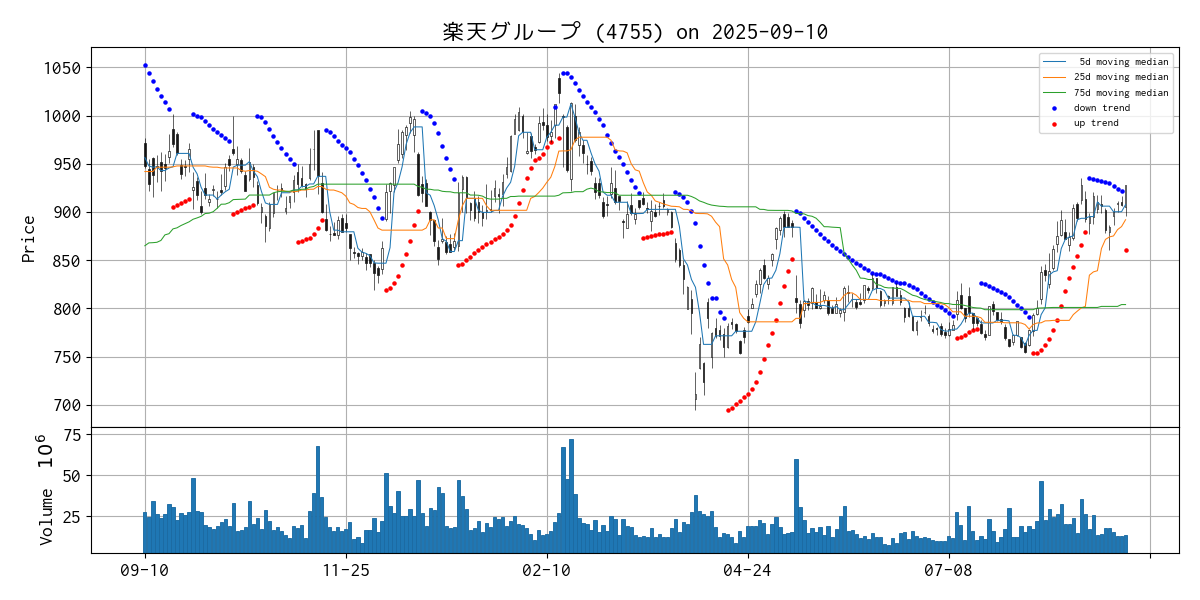 楽天グループ (4755) on 2025-09-10
Price
1050
1000
950
900
850
800
750
700
5d moving median
25d moving median
75d moving median
down trend
up trend
Volume 10^6
75
50
25
09-10
11-25
02-10
04-24
07-08